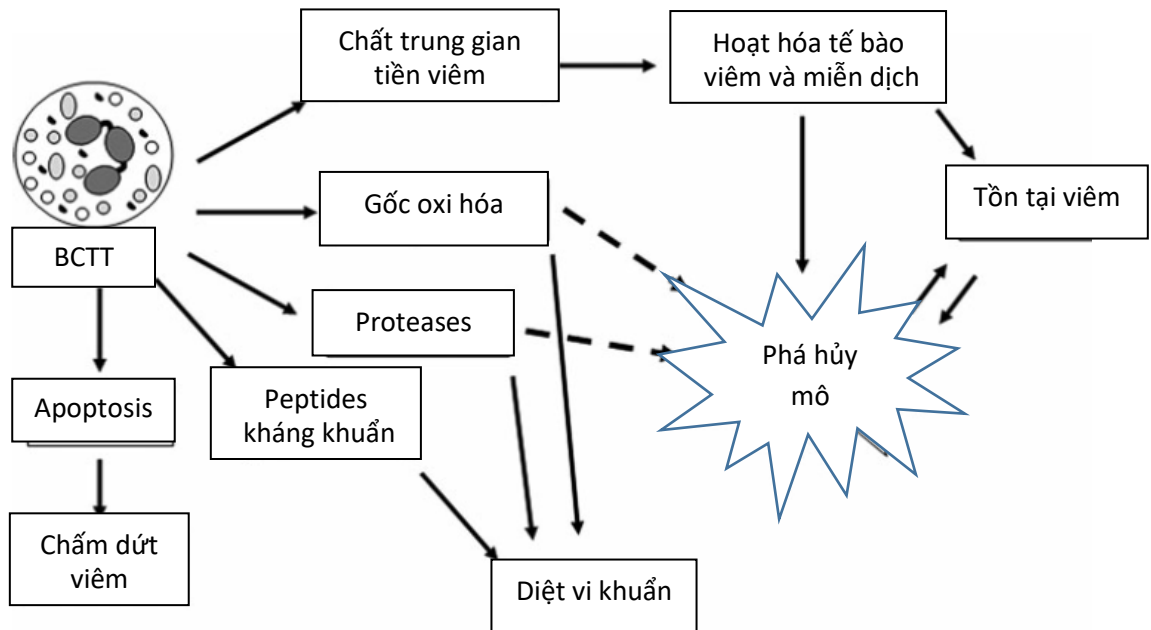 Chất trung gian
tiền viêm
Hoạt hóa tế bào
viêm và miễn dịch
Gốc oxi hóa
Tồn tại viêm
BCTT
Proteases
Phá hủy
mô
Apoptosis
Peptides
kháng khuẩn
Chấm dứt
viêm
Diệt vi khuẩn